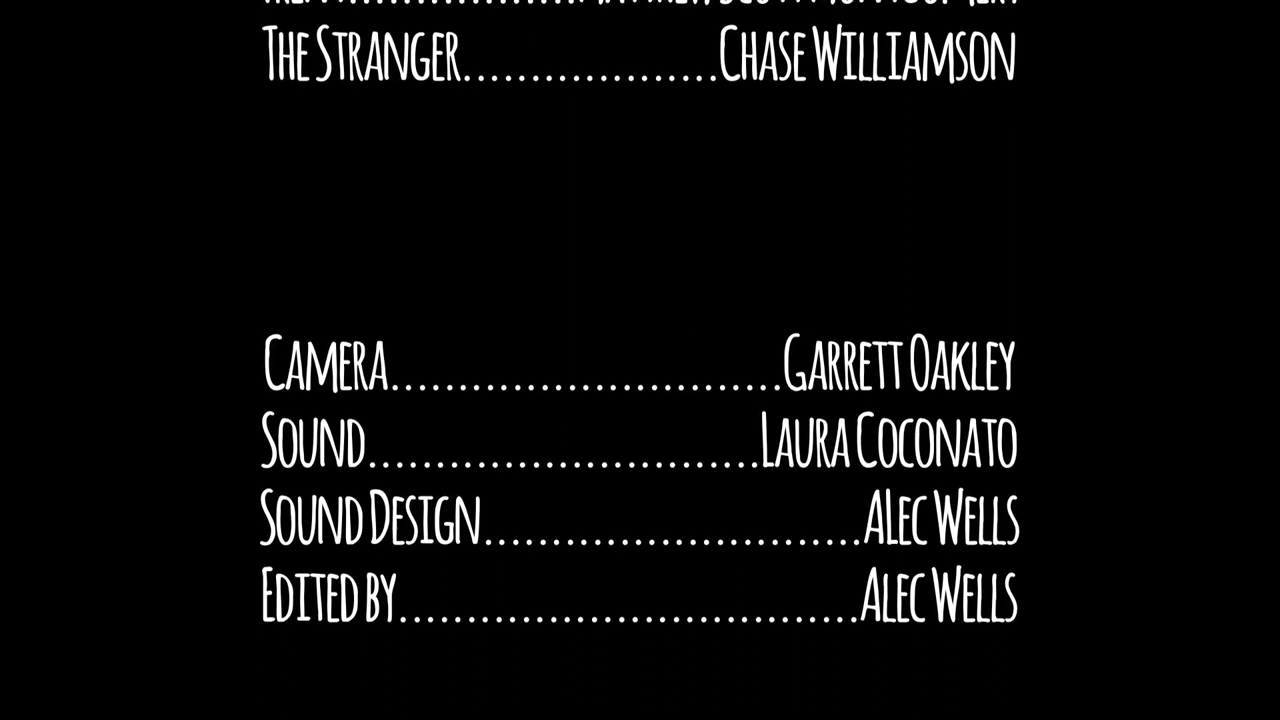 The Stranger...................Chase Williamson
Camera.............................Garrett Oakley
Sound.............................Laura Coconato
Sound Design............................Alec Wells
Edited by..................................Alec Wells